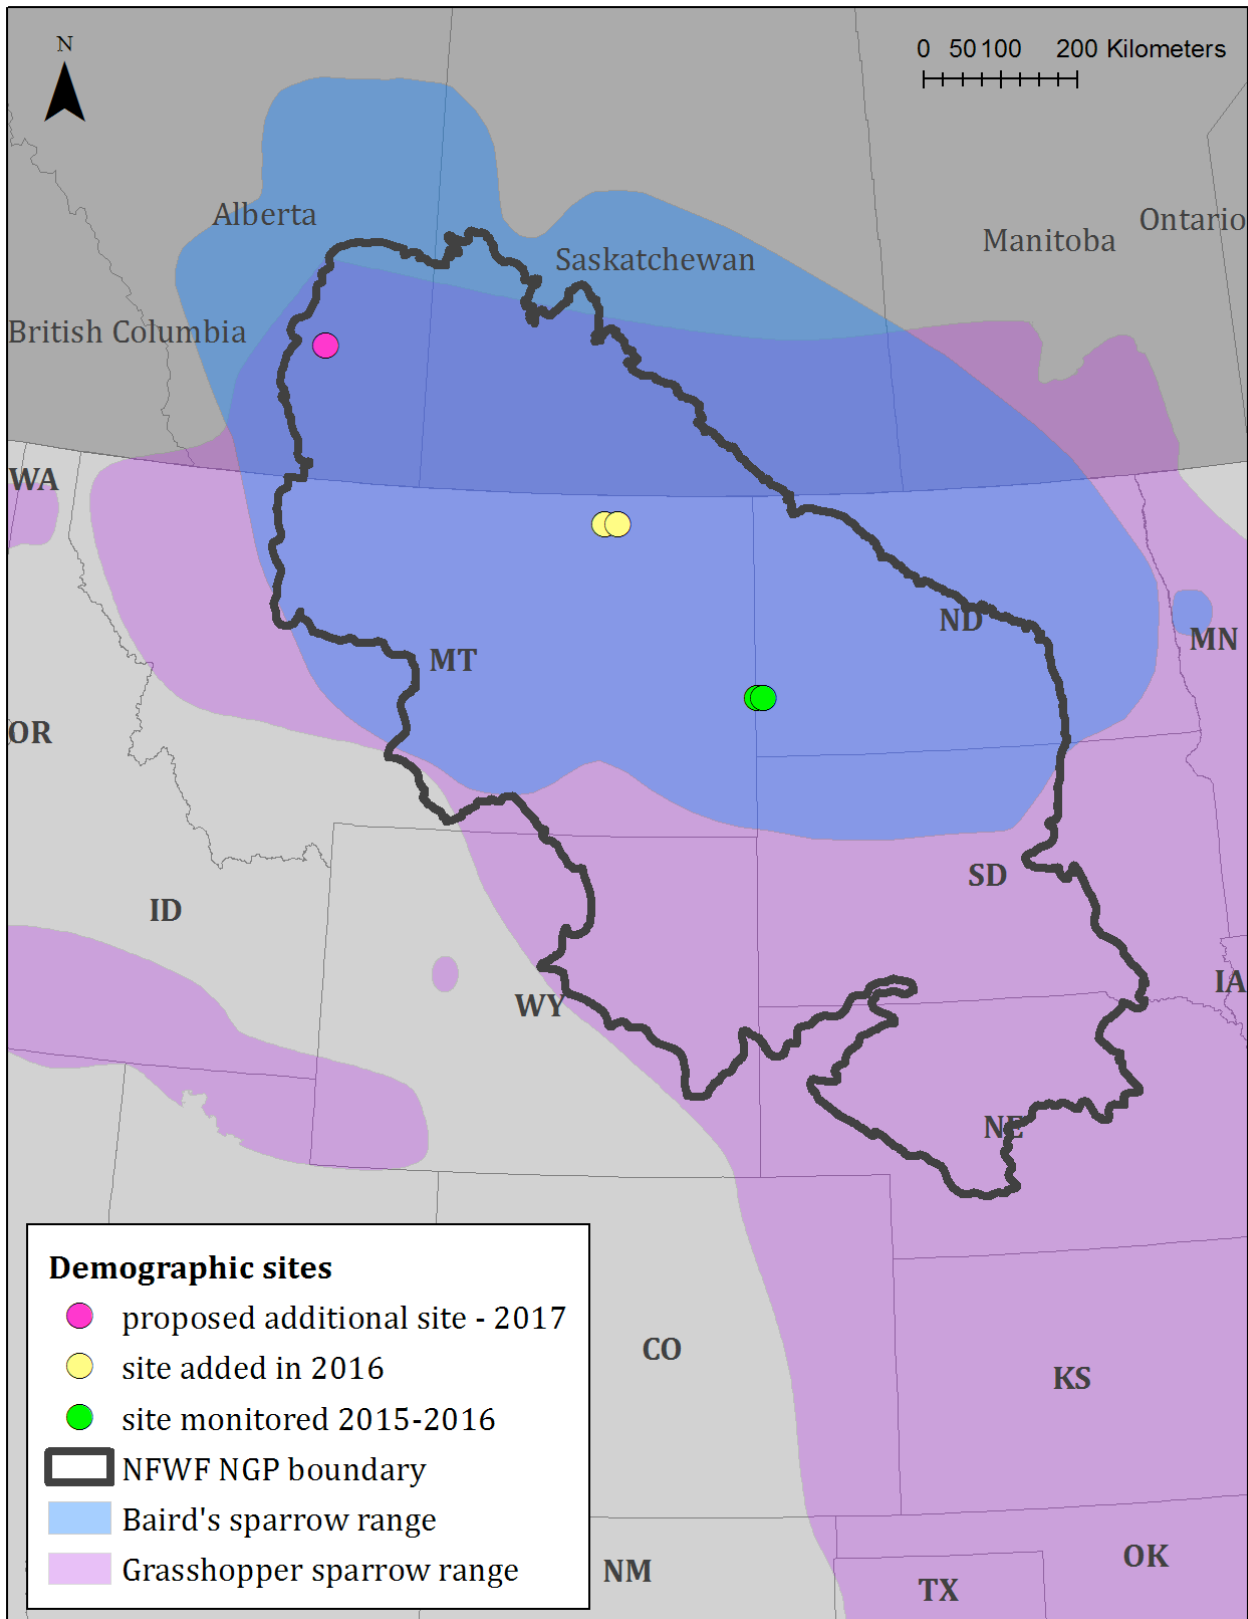 N
0 50 100 200 Kilometers
Alberta
Ontario
Manitoba
Saskatchewan
British Columbia
WA
ND
MN
MT
OR
SD
ID
IA
WY
NE
CO
KS
OK
NM
TX
Demographic sites
proposed additional site - 2017
site added in 2016
site monitored 2015-2016
NFWF NGP boundary
Baird's sparrow range
Grasshopper sparrow range